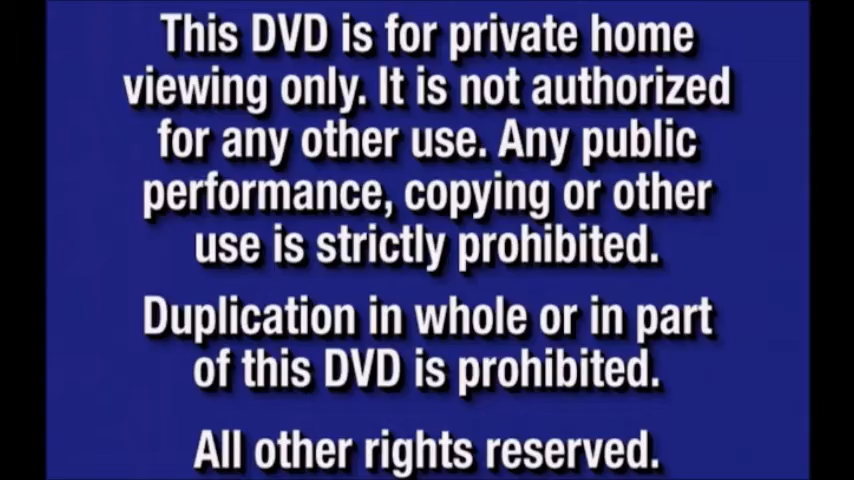 This DVD is for private home
viewing only. It is not authorized
for any other use. Any public
performance, copying or other
use is strictly prohibited.
Duplication in whole or in part
of this DVD is prohibited.
All other rights reserved.